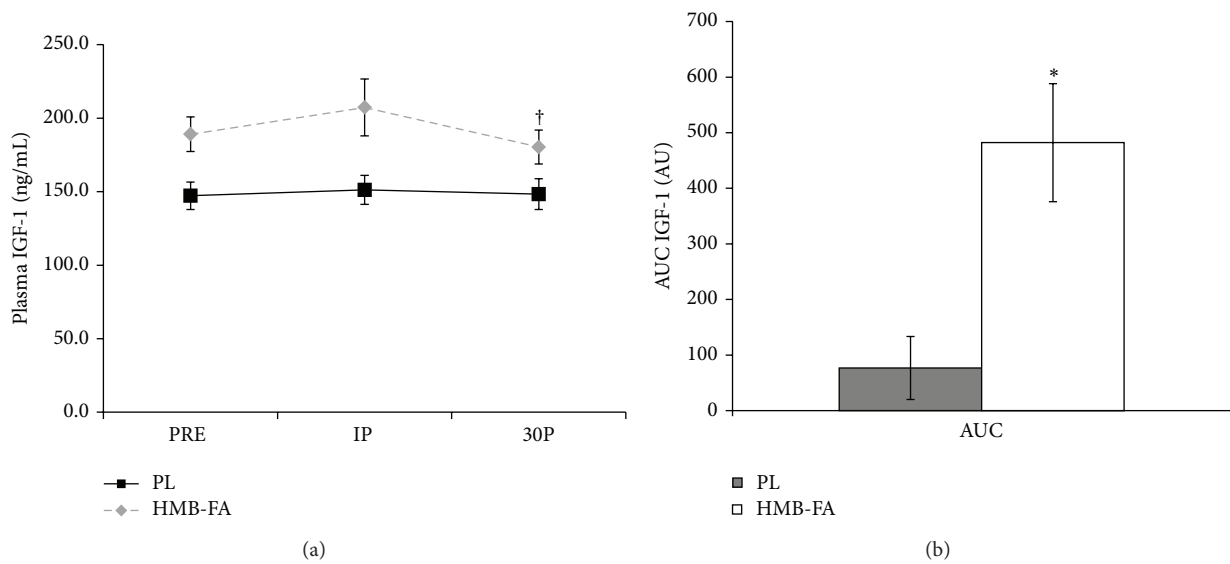 250.0
200.0
150.0
100.0
50.0
0.0
Plasma IGF-1 (ng/mL)
†
PRE IP 30P
PL
HMB-FA
(a)
700
600
500
400
300
200
100
0
AUC IGF-1 (AU)
*
AUC
PL
HMB-FA
(b)